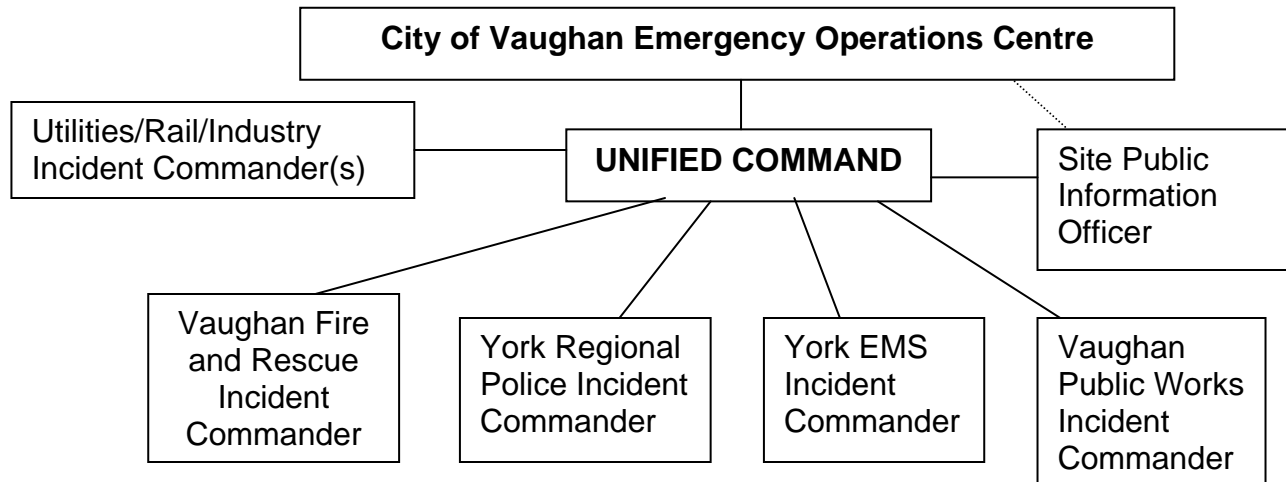 City of Vaughan Emergency Operations Centre
Utilities/Rail/Industry
Incident Commander(s)
UNIFIED COMMAND
Site Public
Information
Officer
Vaughan Fire
and Rescue
Incident
Commander
York Regional
Police Incident
Commander
York EMS
Incident
Commander
Vaughan
Public Works
Incident
Commander